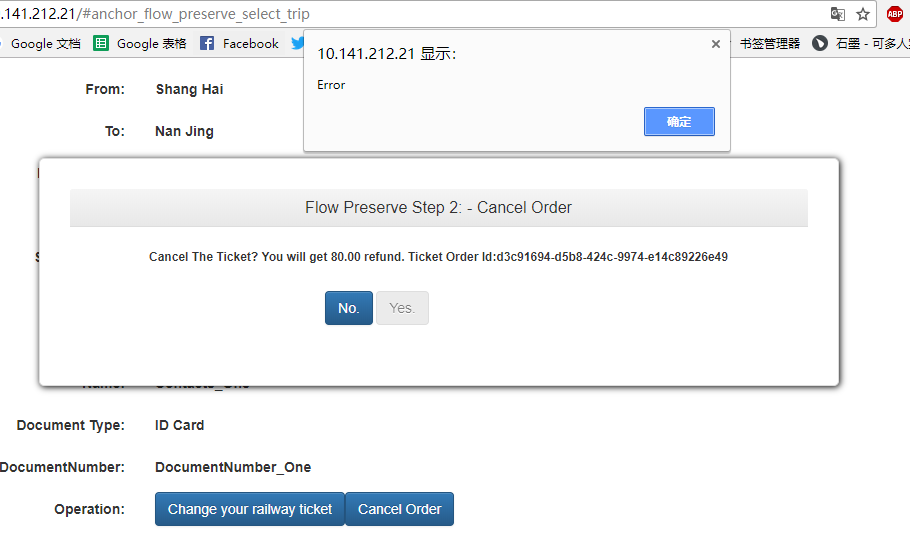 .141.212.21/#anchor_flow_preserve_select_trip
ABP
Google 文档
Google 表格
Facebook
书签管理器
石墨 - 可多人
10.141.212.21 显示：
Error
确定
From: Shang Hai
To: Nan Jing
Flow Preserve Step 2: - Cancel Order
Cancel The Ticket? You will get 80.00 refund. Ticket Order Id:d3c91694-d5b8-424c-9974-e14c89226e49
No. Yes.
Name: Contacts_One
Document Type: ID Card
DocumentNumber: DocumentNumber_One
Operation: Change your railway ticket Cancel Order